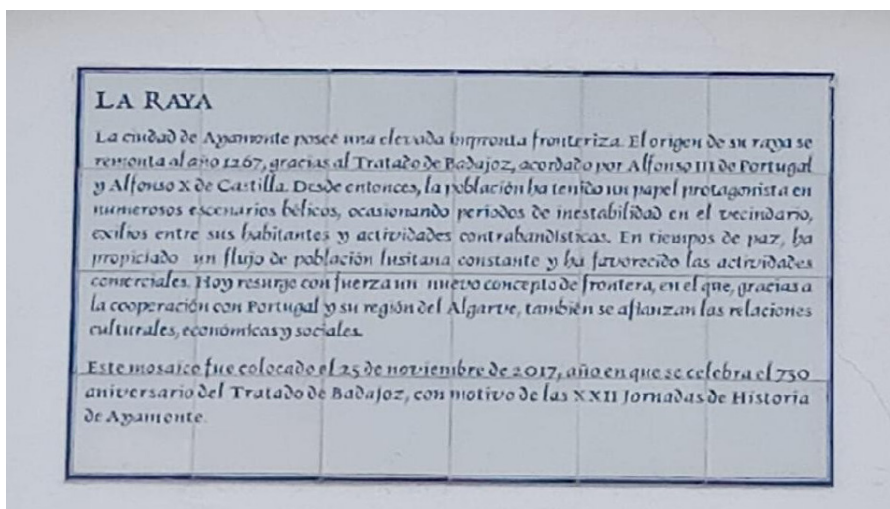 LA RAYA
La ciudad de Ayamonte posee una elevada impronta fronteriza. El origen de su raya se
remonta al año 1267, gracias al Tratado de Badajoz, acordado por Alfonso III de Portugal
y Alfonso X de Castilla. Desde entonces, la población ha tenido un papel protagonista en
numerosos escenarios bélicos, ocasionando periodos de inestabilidad en el vecindario,
exilios entre sus habitantes y actividades contrabandísticas. En tiempos de paz, ha
propiciado un flujo de población lusitana constante y ha favorecido las actividades
comerciales. Hoy resurge con fuerza un nuevo concepto de frontera, en el que, gracias a
la cooperación con Portugal y su región del Algarve, también se afianzan las relaciones
culturales, económicas y sociales.
Este mosaico fue colocado el 25 de noviembre de 2017, año en que se celebra el 750
aniversario del Tratado de Badajoz, con motivo de las XXII Jornadas de Historia
de Ayamonte.